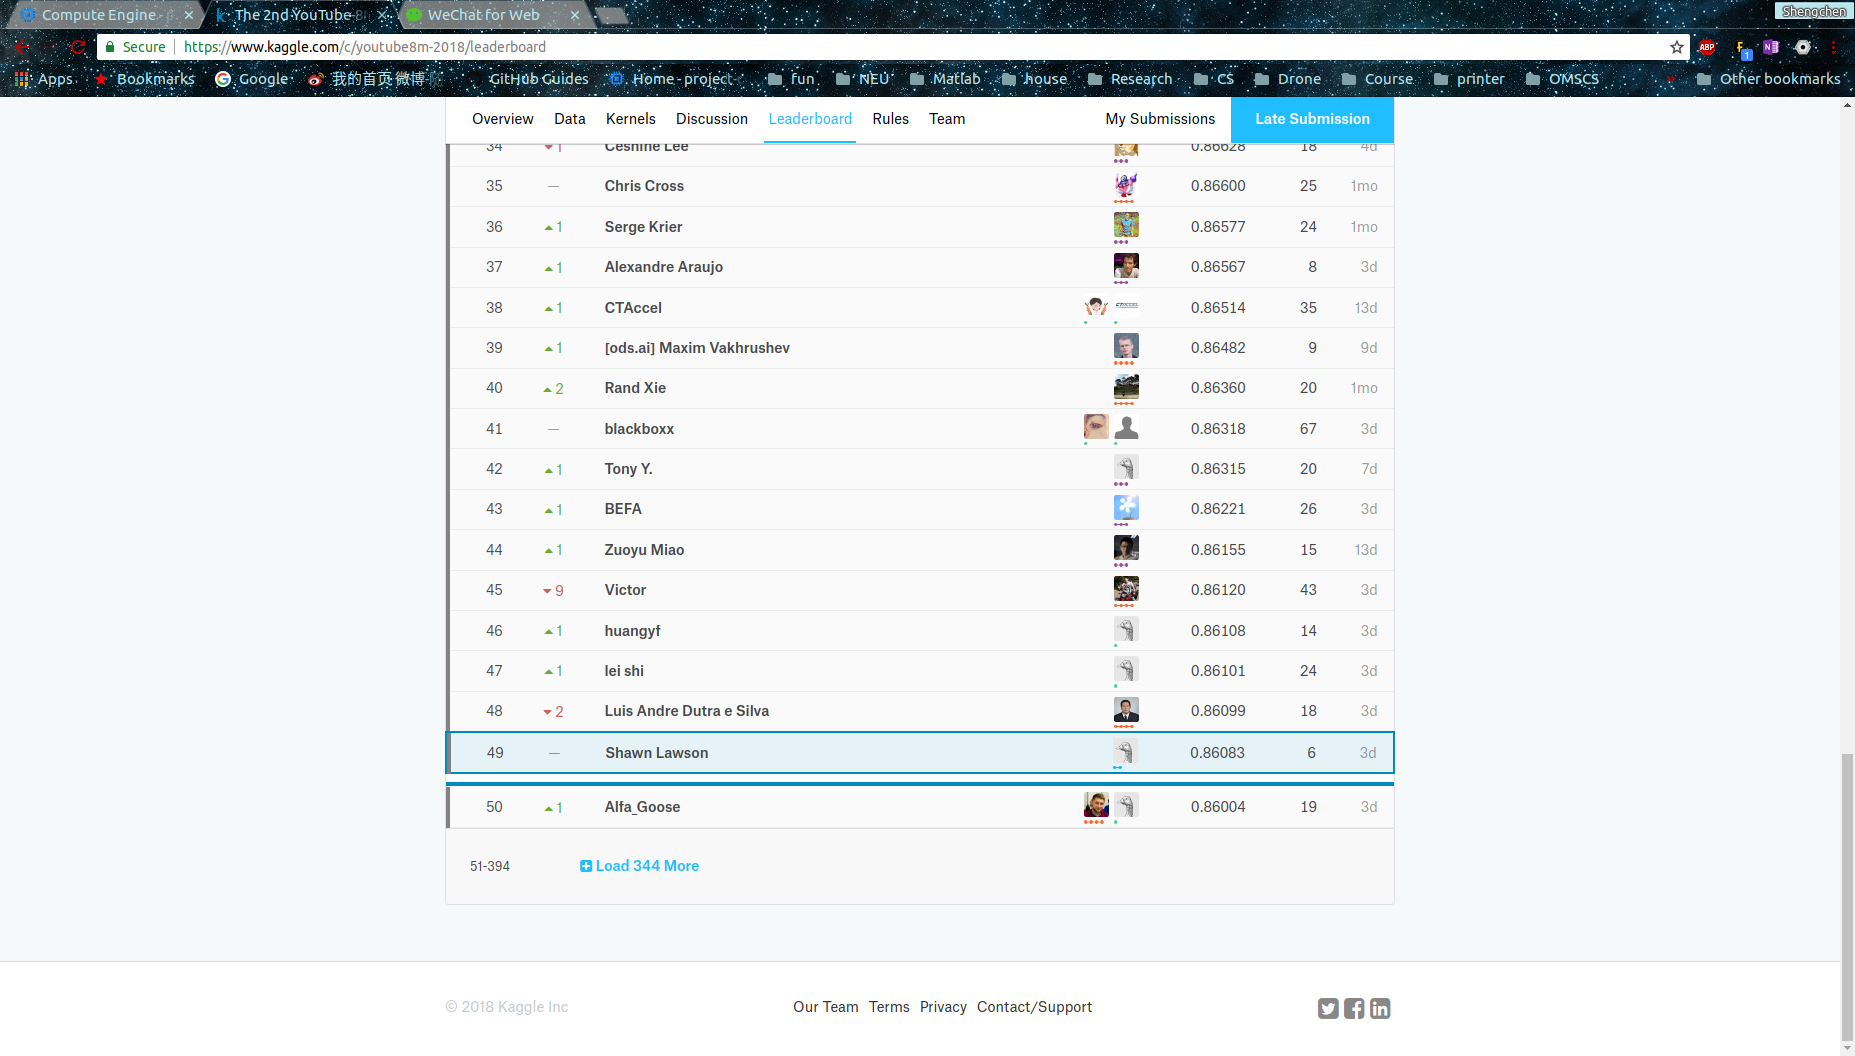 Compute Engine - p
The 2nd YouTube-8m
WeChat for Web
Shengchen
Secure https://www.kaggle.com/c/youtube8m-2018/leaderboard
ABP
1
Apps Bookmarks Google 我的首页 微博 GitHub Guides Home - project fun NEU Matlab house Research CS Drone Course printer OMSCS » Other bookmarks
Overview Data Kernels Discussion Leaderboard Rules Team My Submissions Late Submission
34 1 Ceshine Lee 0.86628 18 4d
35 — Chris Cross 0.86600 25 1mo
36 1 Serge Krier 0.86577 24 1mo
37 1 Alexandre Araujo 0.86567 8 3d
38 1 CTAccel 0.86514 35 13d
39 1 [ods.ai] Maxim Vakhrushev 0.86482 9 9d
40 2 Rand Xie 0.86360 20 1mo
41 — blackboxx 0.86318 67 3d
42 1 Tony Y. 0.86315 20 7d
43 1 BEFA 0.86221 26 3d
44 1 Zuoyu Miao 0.86155 15 13d
45 9 Victor 0.86120 43 3d
46 1 huangyf 0.86108 14 3d
47 1 lei shi 0.86101 24 3d
48 2 Luis Andre Dutra e Silva 0.86099 18 3d
49 — Shawn Lawson 0.86083 6 3d
50 1 Alfa_Goose 0.86004 19 3d
51-394 Load 344 More
© 2018 Kaggle Inc Our Team Terms Privacy Contact/Support